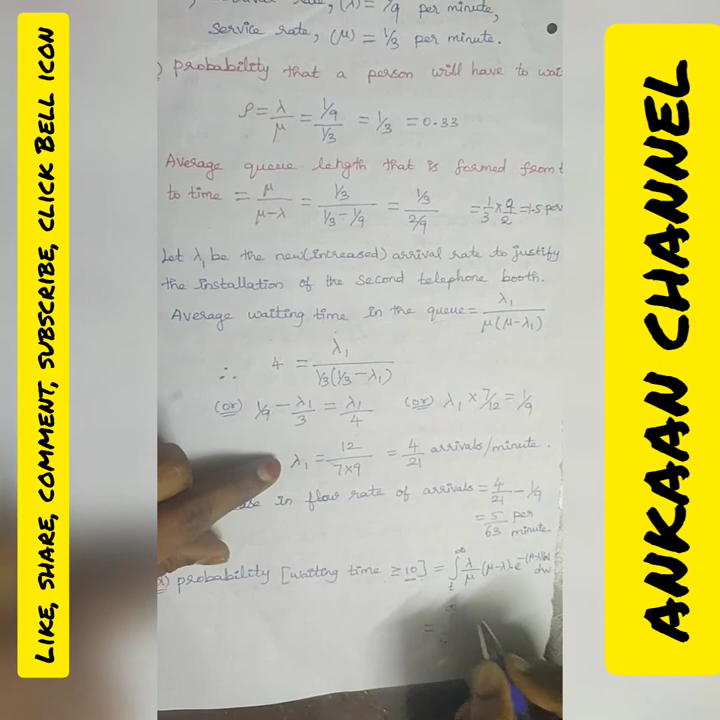 LIKE, SHARE, COMMENT, SUBSCRIBE, CLICK BELL ICON
rate, (λ) = 1/9 per minute,
service rate, (μ) = 1/3 per minute.
) probability that a person will have to wai
ρ = λ/μ = (1/9)/(1/3) = 1/3 = 0.33
Average queue length that is formed from t
to time = μ/(μ-λ) = (1/3)/(1/3 - 1/9) = (1/3)/(2/9) = 1/3 × 9/2 = 1.5 per
Let λ₁ be the new (increased) arrival rate to justify
the installation of the second telephone booth.
Average waiting time in the queue = λ₁/(μ(μ-λ₁))
∴ 4 = λ₁/(1/3(1/3 - λ₁))
(or) 1/9 - λ₁/3 = λ₁/4 (or) λ₁ × 7/12 = 1/9
λ₁ = 12/(7×9) = 4/21 arrivals/minute.
in flow rate of arrivals = 4/21 - 1/9
= 5/63 per minute.
) probability [waiting time ≥ 10] = ∫ₜ^∞ λ/μ (μ-λ)·e^-(μ-λ)w dw
=
ANKAAN CHANNEL